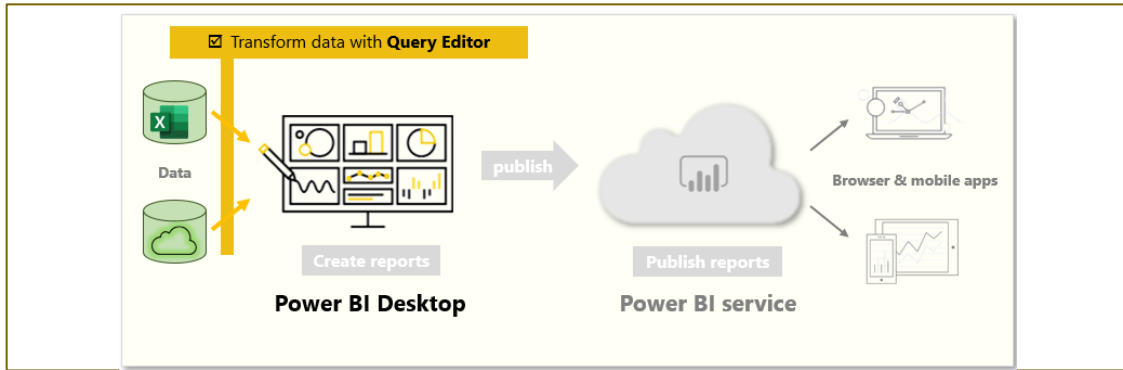 ☑ Transform data with Query Editor
X
Data
publish
Browser & mobile apps
Create reports
Publish reports
Power BI Desktop
Power BI service